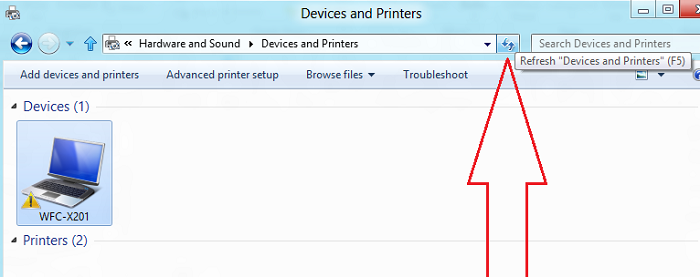 Devices and Printers
« Hardware and Sound Devices and Printers
Search Devices and Printers
Refresh "Devices and Printers" (F5)
Add devices and printers Advanced printer setup Browse files Troubleshoot
Devices (1)
WFC-X201
Printers (2)